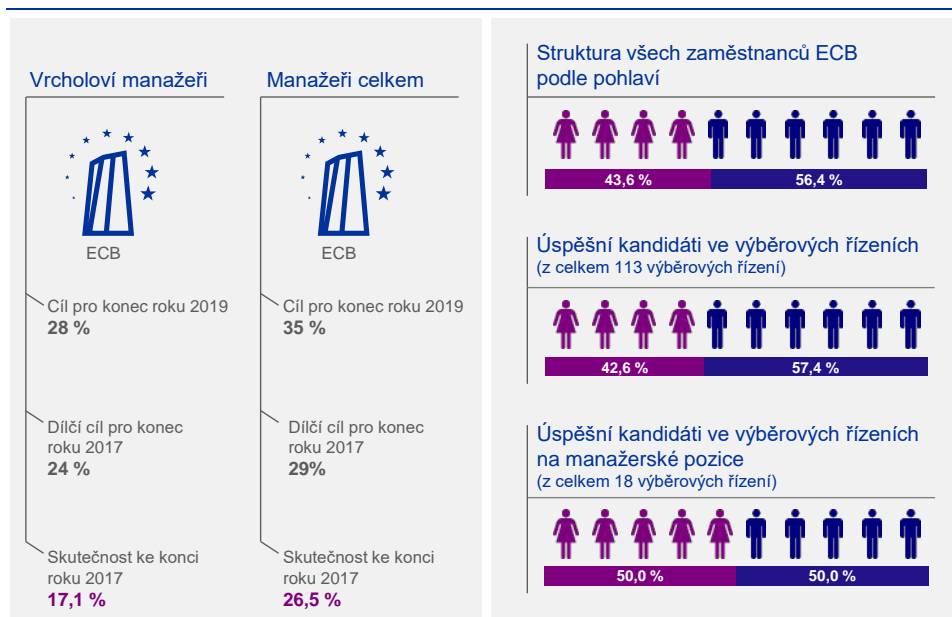 Vrcholoví manažeři
ECB
Cíl pro konec roku 2019
28 %
Dílčí cíl pro konec
roku 2017
24 %
Skutečnost ke konci
roku 2017
17,1 %
Manažeři celkem
ECB
Cíl pro konec roku 2019
35 %
Dílčí cíl pro konec
roku 2017
29%
Skutečnost ke konci
roku 2017
26,5 %
Struktura všech zaměstnanců ECB
podle pohlaví
43,6 % 56,4 %
Úspěšní kandidáti ve výběrových řízeních
(z celkem 113 výběrových řízení)
42,6 % 57,4 %
Úspěšní kandidáti ve výběrových řízeních
na manažerské pozice
(z celkem 18 výběrových řízení)
50,0 % 50,0 %